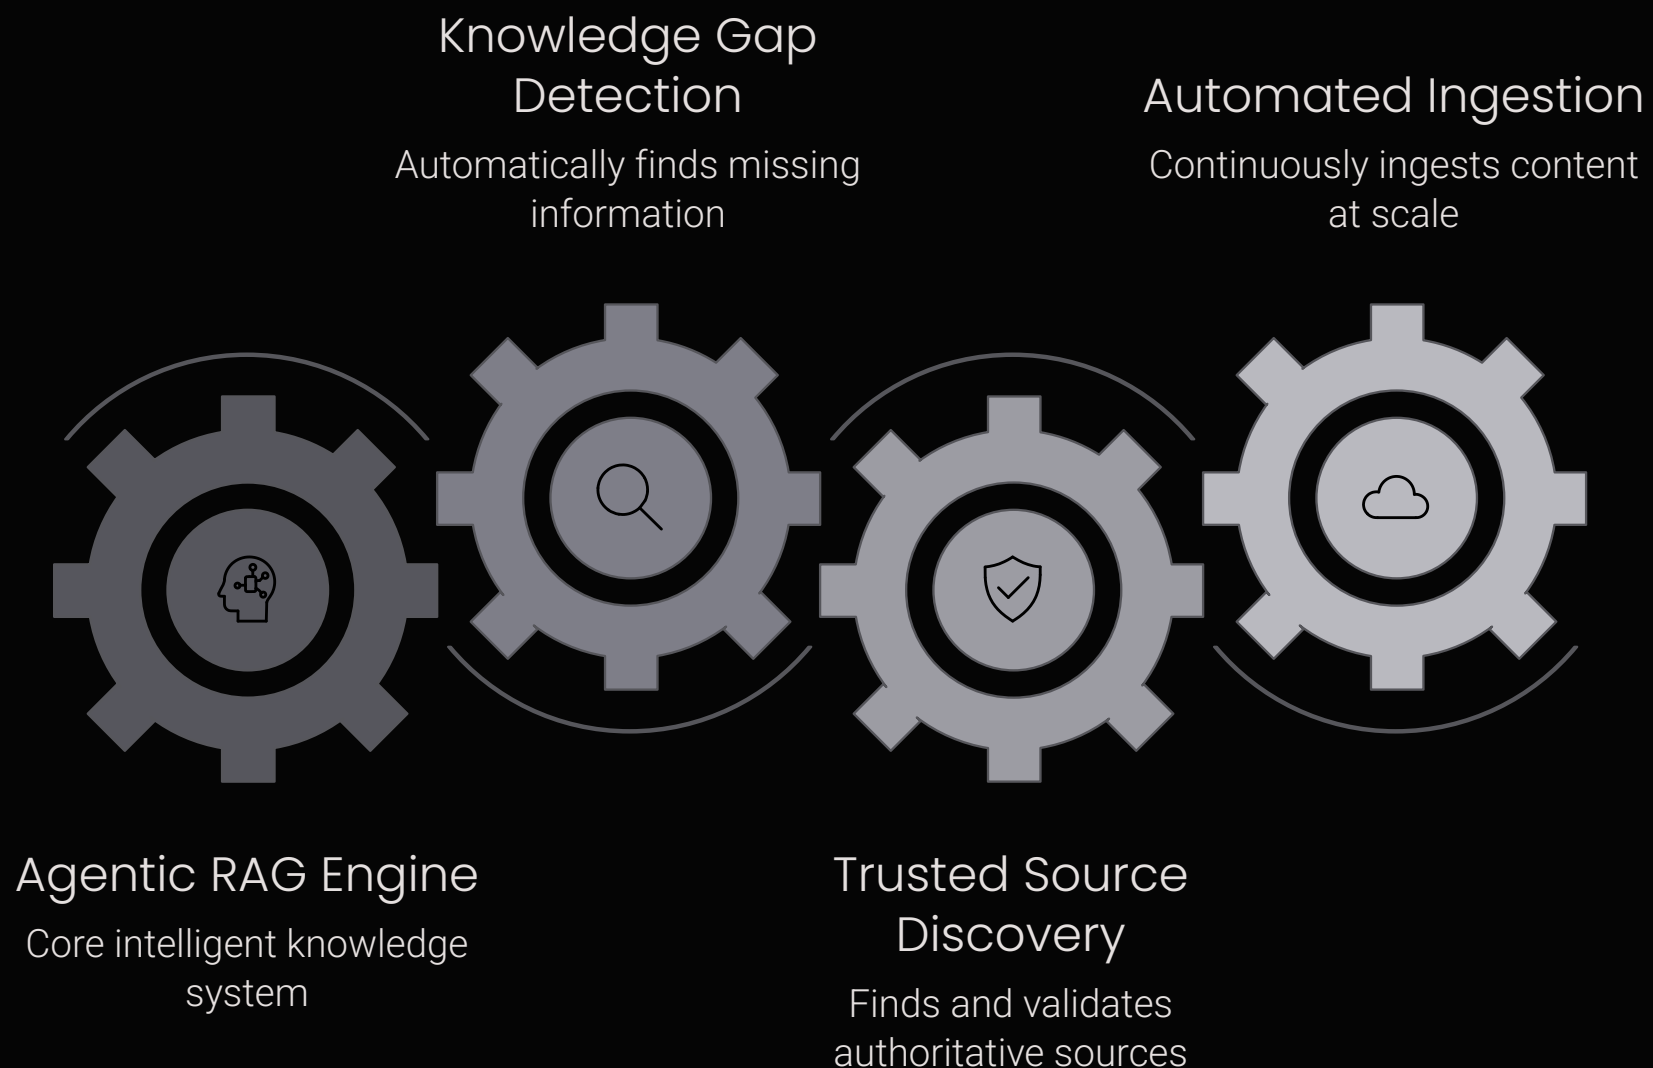 Knowledge Gap
Detection
Automatically finds missing
information
Automated Ingestion
Continuously ingests content
at scale
Agentic RAG Engine
Core intelligent knowledge
system
Trusted Source
Discovery
Finds and validates
authoritative sources